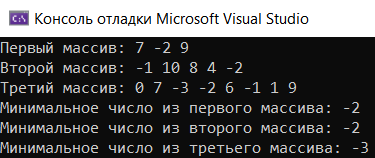 Консоль отладки Microsoft Visual Studio
Первый массив: 7 -2 9
Второй массив: -1 10 8 4 -2
Третий массив: 0 7 -3 -2 6 -1 1 9
Минимальное число из первого массива: -2
Минимальное число из второго массива: -2
Минимальное число из третьего массива: -3